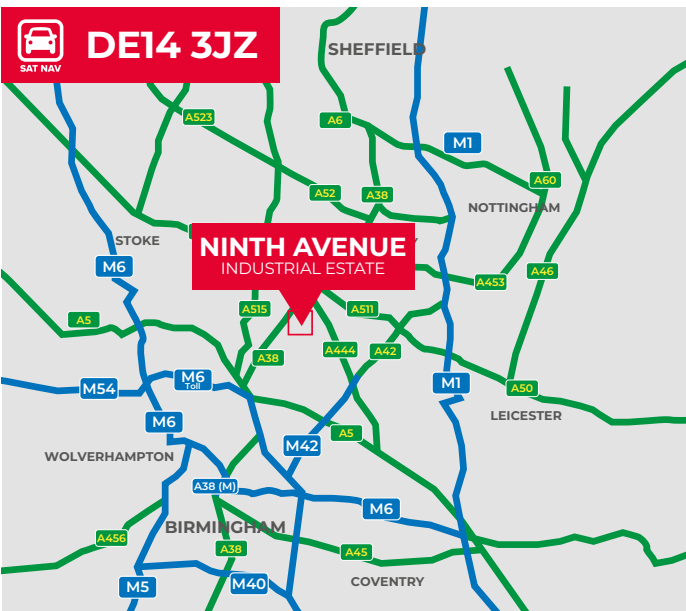 DE14 3JZ
SAT NAV
SHEFFIELD
A523
A6
M1
A60
A52
A38
NOTTINGHAM
STOKE
NINTH AVENUE
INDUSTRIAL ESTATE
M6
A453
A46
A515
A511
A5
A444
A42
A38
M6
Toll
M54
M1
A50
LEICESTER
M6
A5
M42
WOLVERHAMPTON
A38 (M)
M6
BIRMINGHAM
A456
A38
A45
COVENTRY
M5
M40